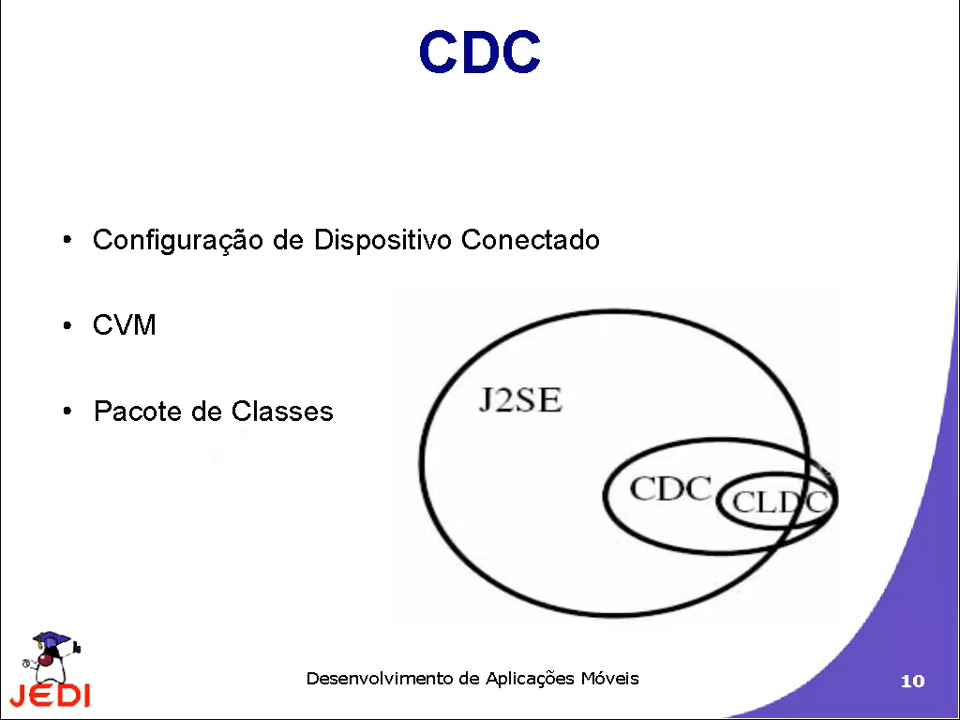 CDC
• Configuração de Dispositivo Conectado
• CVM
• Pacote de Classes
J2SE
CDC
CLDC
JEDI
Desenvolvimento de Aplicações Móveis
10